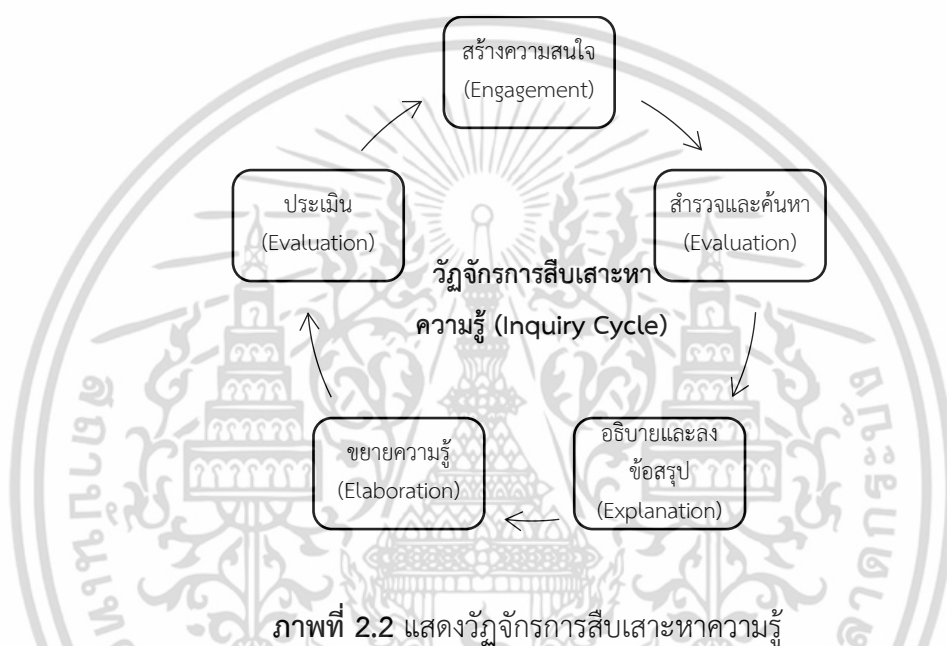 สร้างความสนใจ
(Engagement)
ประเมิน
(Evaluation)
สำรวจและค้นหา
(Evaluation)
วัฏจักรการสืบเสาะหา
ความรู้ (Inquiry Cycle)
ขยายความรู้
(Elaboration)
อธิบายและลง
ข้อสรุป
(Explanation)
ภาพที่ 2.2 แสดงวัฏจักรการสืบเสาะหาความรู้